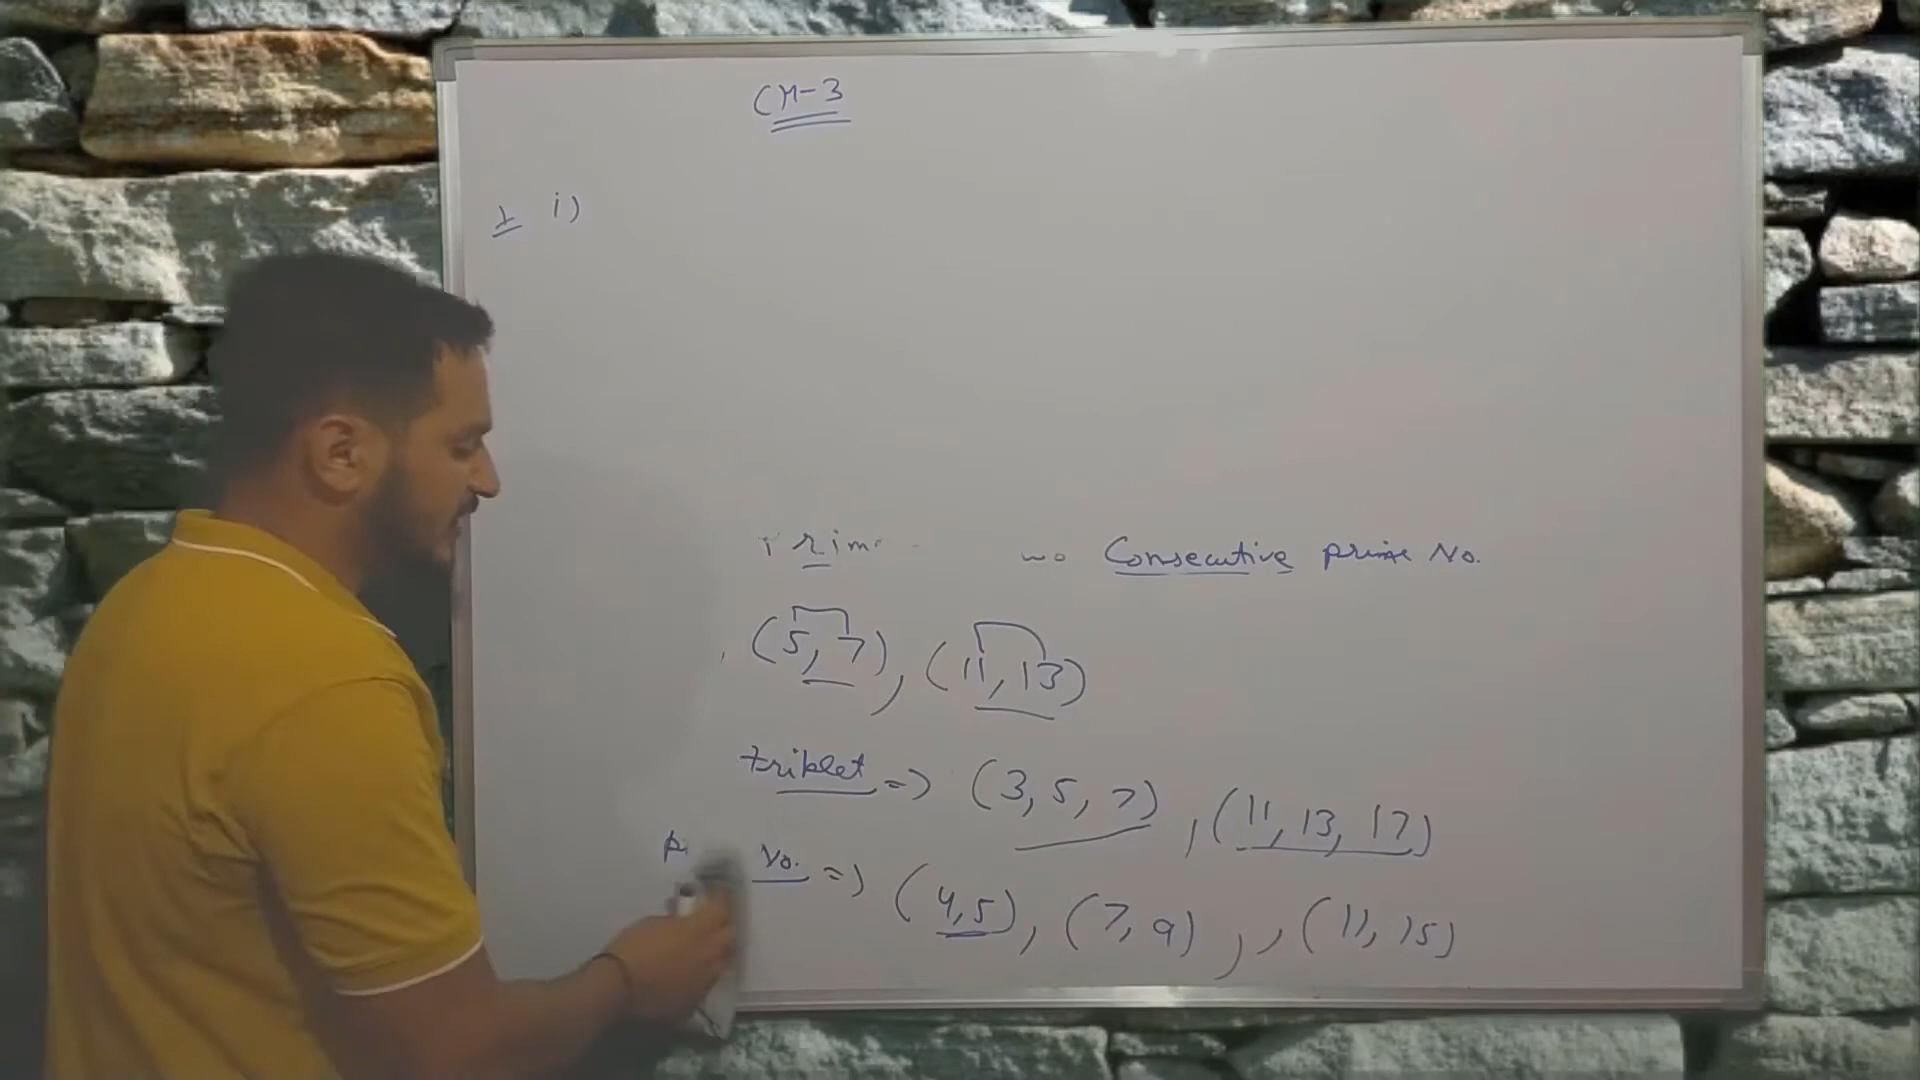 CH-3
1 i)
Consecutive prime No.
(5, 7), (11, 13)
triplet => (3, 5, 7), (11, 13, 17)
No. => (4,5), (7, 9), , (11, 15)